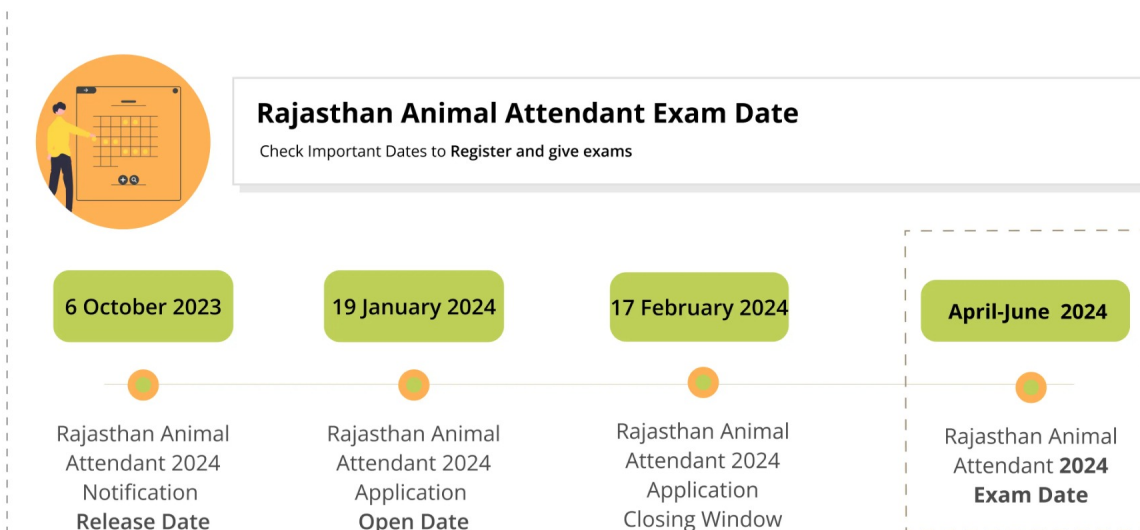 Rajasthan Animal Attendant Exam Date
Check Important Dates to Register and give exams
6 October 2023
19 January 2024
17 February 2024
April-June 2024
Rajasthan Animal
Attendant 2024
Notification
Release Date
Rajasthan Animal
Attendant 2024
Application
Open Date
Rajasthan Animal
Attendant 2024
Application
Closing Window
Rajasthan Animal
Attendant 2024
Exam Date